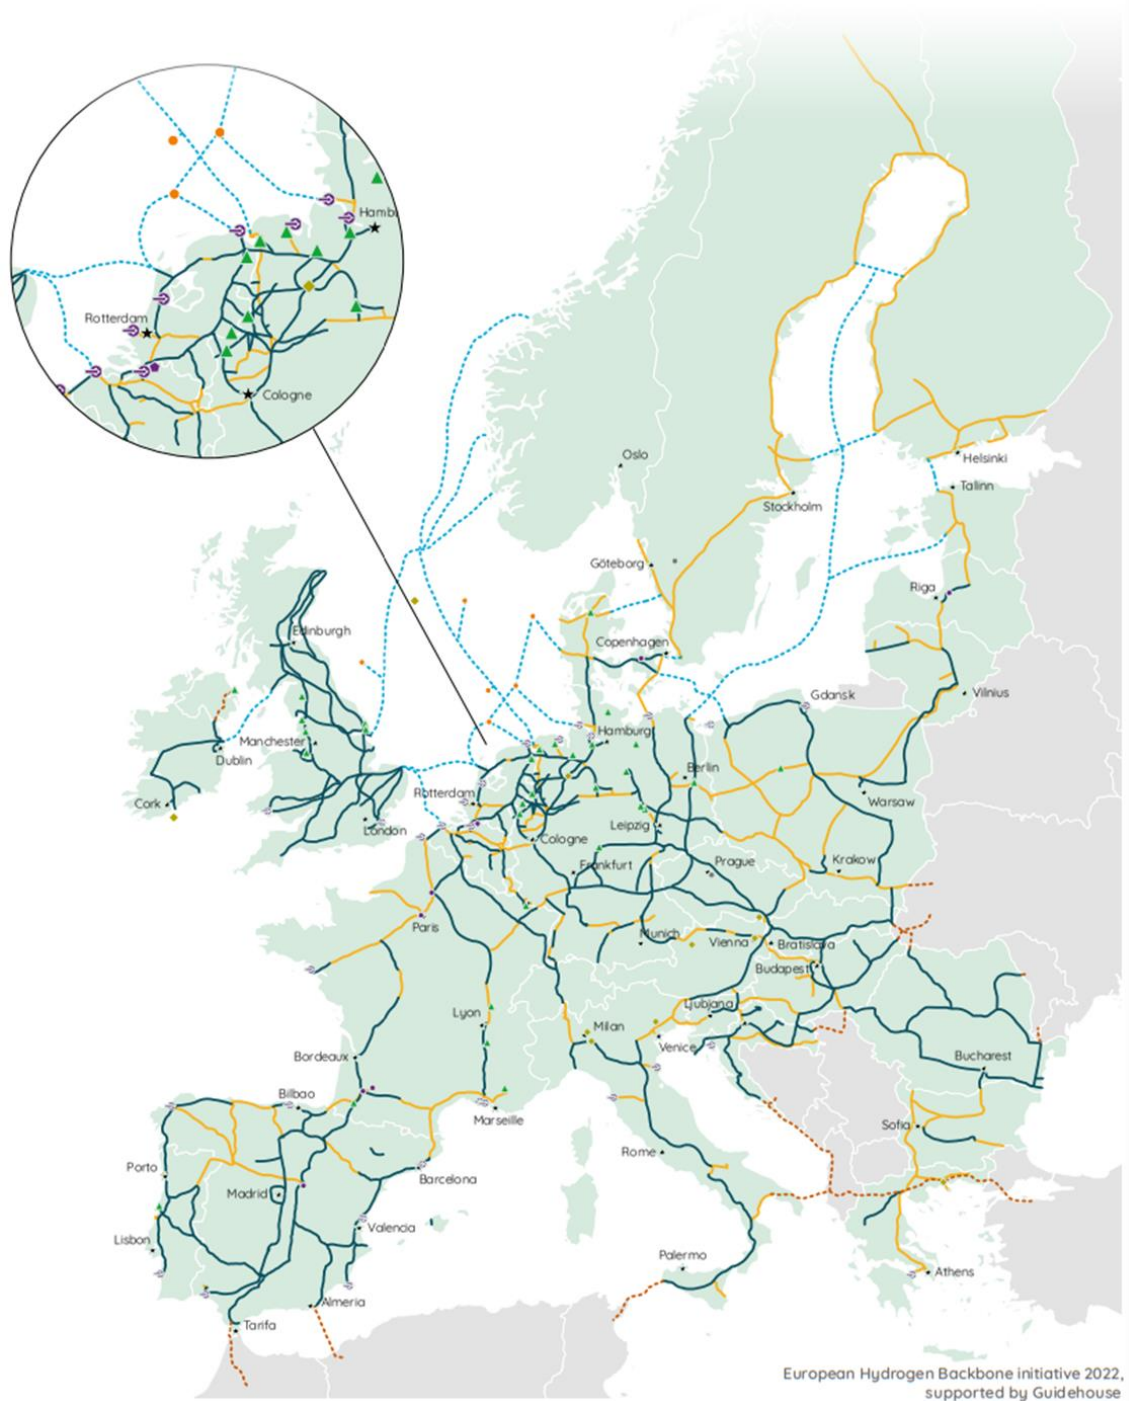 Hamb
Rotterdam
Cologne
Oslo
Helsinki
Tallinn
Stockholm
Göteborg
Riga
Edinburgh
Copenhagen
Vilnius
Gdansk
Manchester
Hamburg
Dublin
Berlin
Rotterdam
Warsaw
Cork
London
Leipzig
Cologne
Prague
Krakow
Frankfurt
Paris
Munich
Vienna
Bratislava
Budapest
Lyon
Ljubjana
Milan
Venice
Bordeaux
Bucharest
Bilbao
Marseille
Sofia
Rome
Porto
Barcelona
Madrid
Valencia
Lisbon
Palermo
Athens
Almeria
Tarifa
European Hydrogen Backbone initiative 2022,
supported by Guidehouse